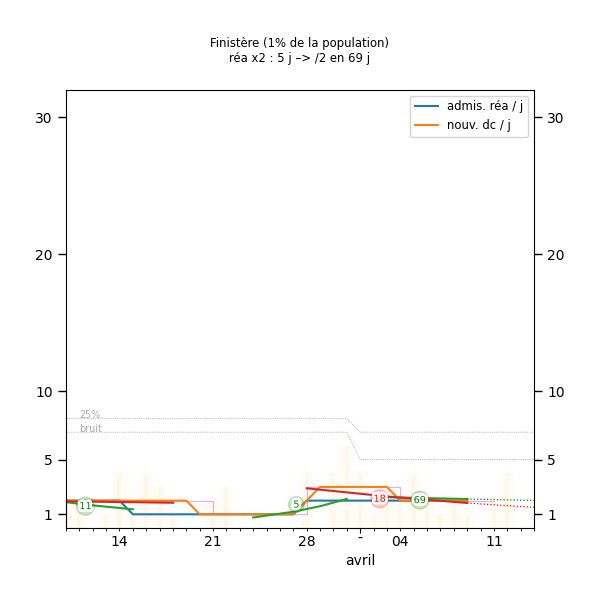 Finistère (1% de la population)
réa x2 : 5 j –> /2 en 69 j
admis. réa / j
nouv. dc / j
30 30
20 20
10 10
25%
bruit
5 5
11 5 18 69
1 1
14 21 28 04 11
avril